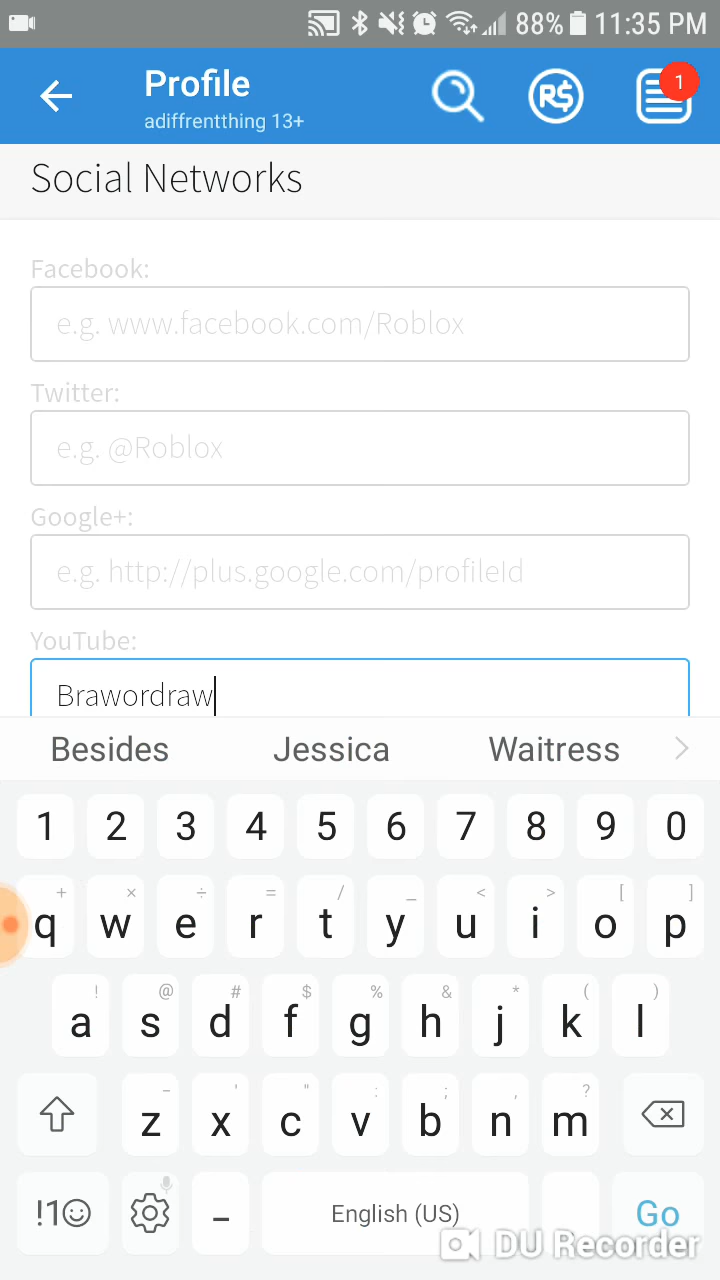 88% 11:35 PM
Profile
adiffrentthing 13+
R$
1
Social Networks
Facebook:
e.g. www.facebook.com/Roblox
Twitter:
e.g. @Roblox
Google+:
e.g. http://plus.google.com/profileId
YouTube:
Brawordraw
Besides Jessica Waitress
1 2 3 4 5 6 7 8 9 0
+ × ÷ = / _ < > [ ]
q w e r t y u i o p
! @ # $ % & * ( )
a s d f g h j k l
- ' " : ; , ?
z x c v b n m
!1☺ _ English (US) Go
DU Recorder